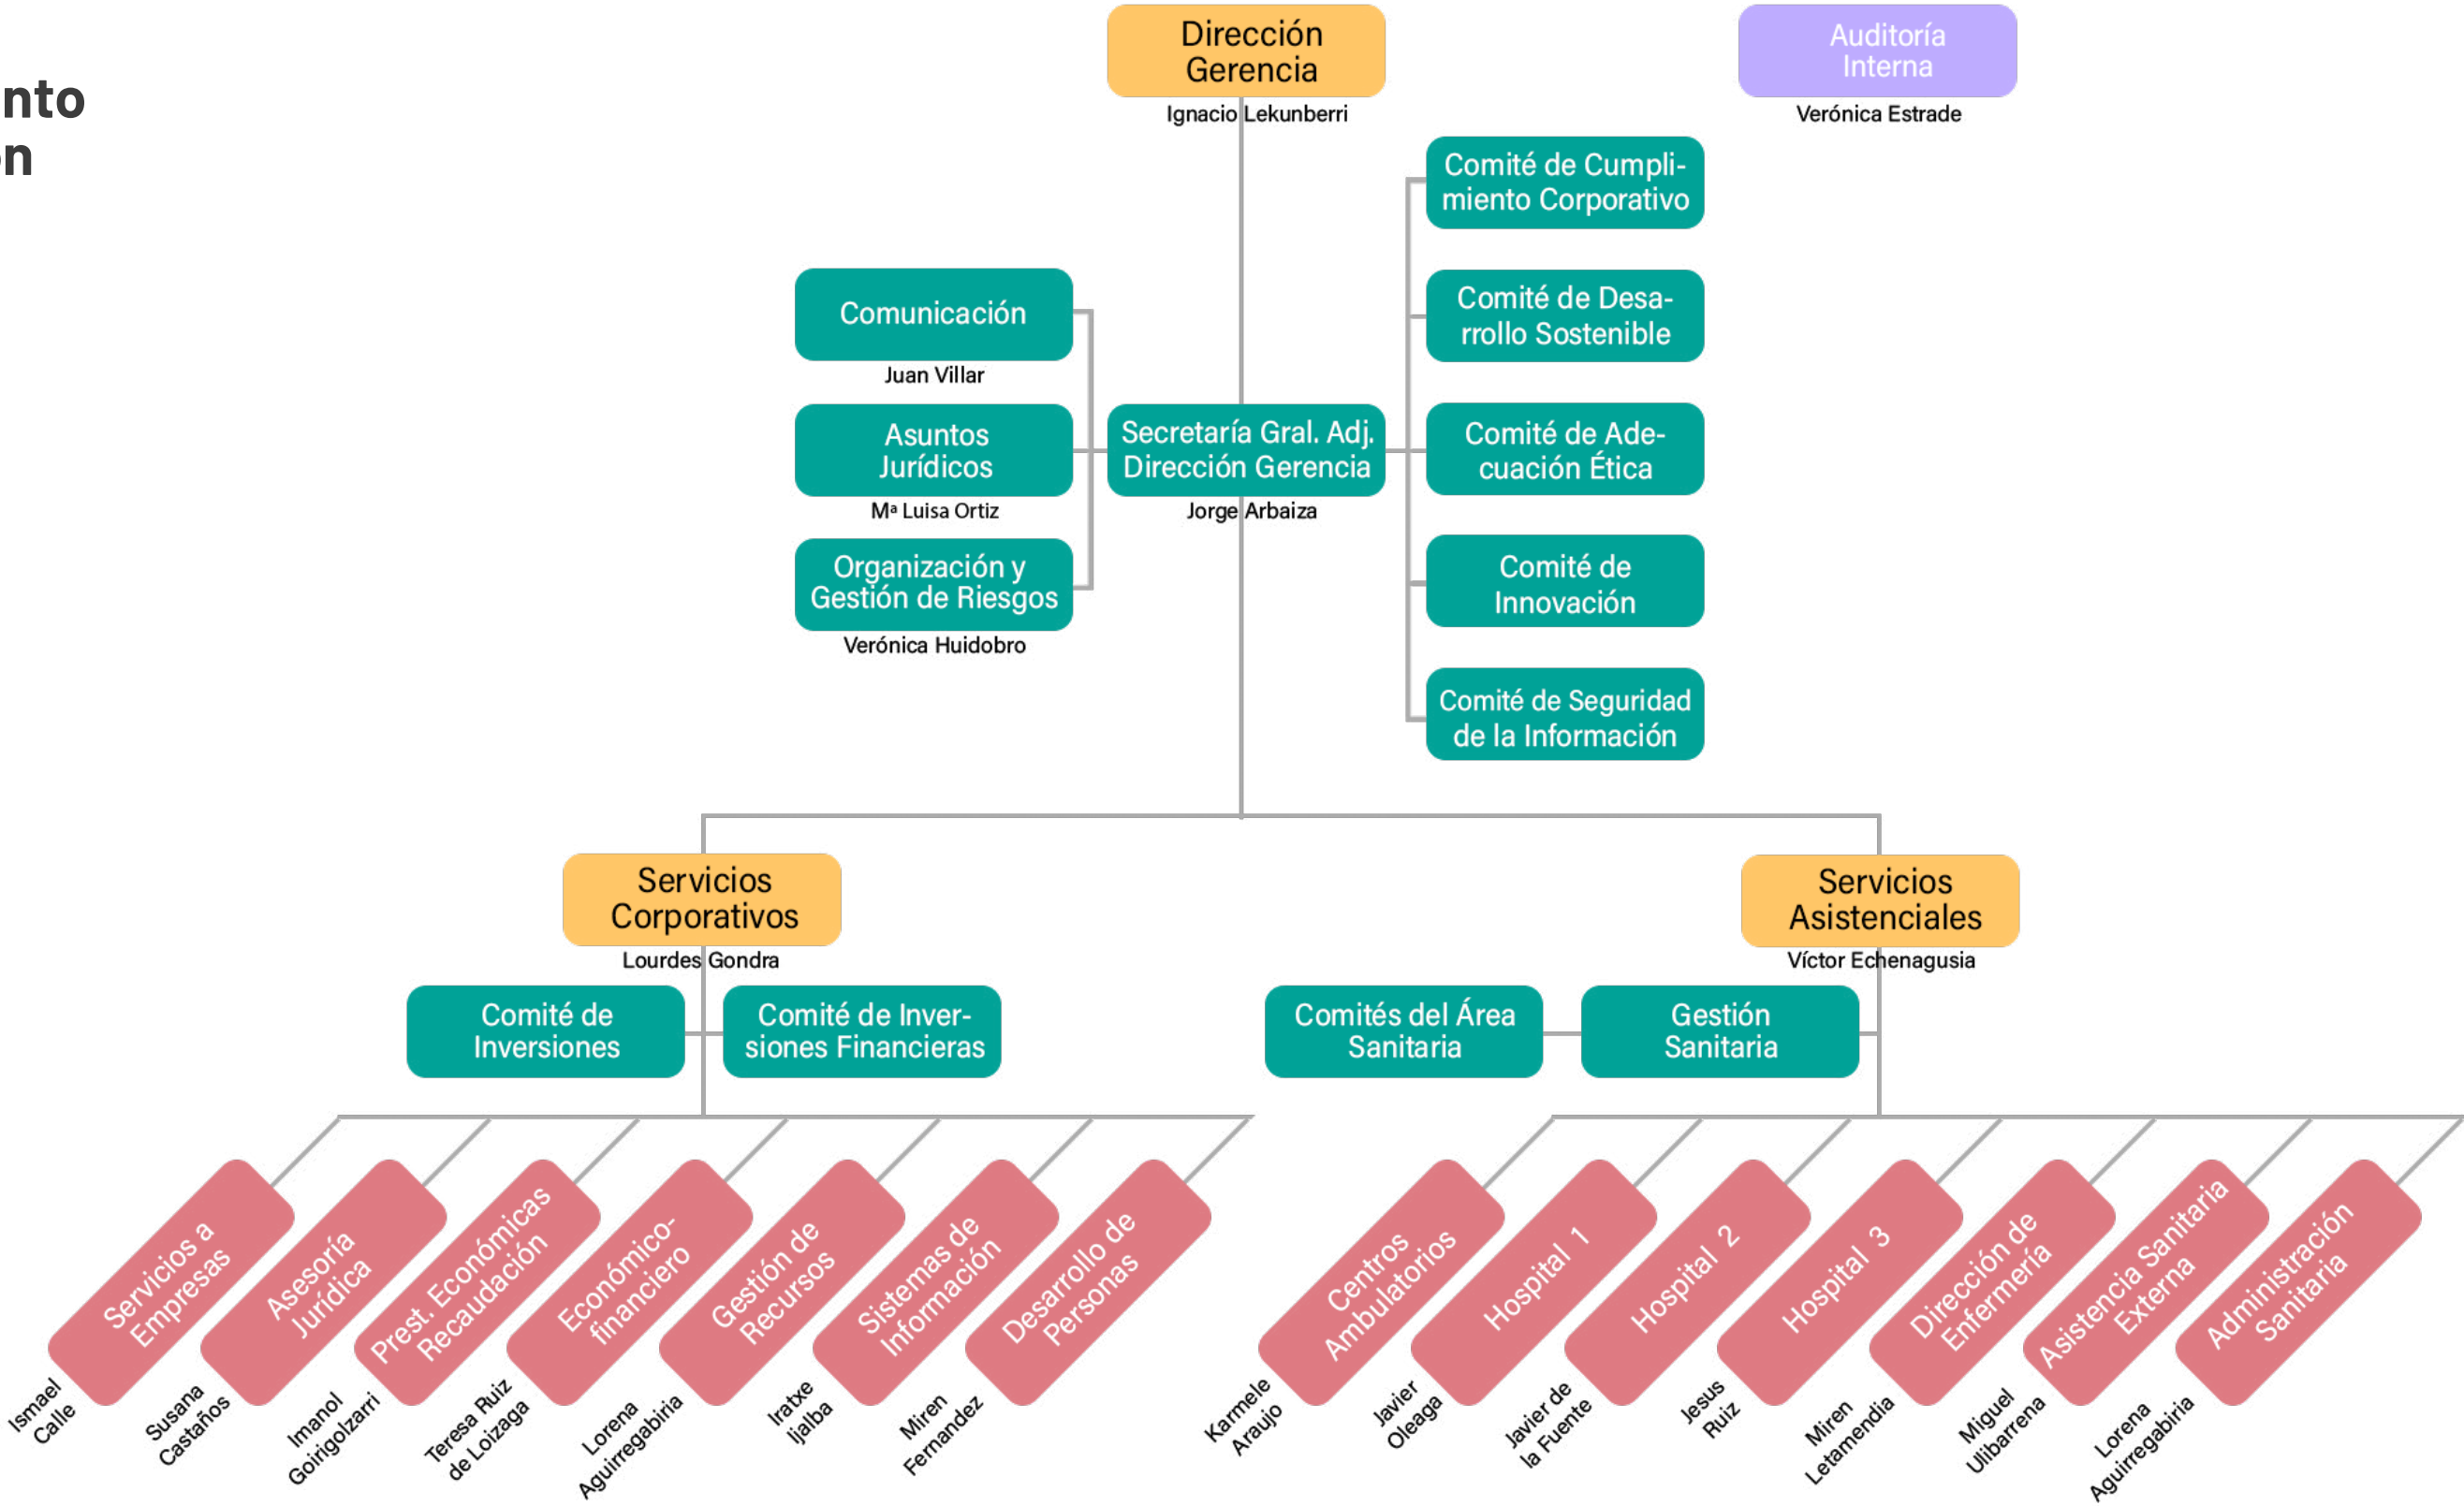 nto
ón
Dirección
Gerencia
Ignacio Lekunberri
Auditoría
Interna
Verónica Estrade
Comité de Cumpli-
miento Corporativo
Comité de Desa-
rrollo Sostenible
Comunicación
Juan Villar
Asuntos
Jurídicos
Mª Luisa Ortiz
Secretaría Gral. Adj.
Dirección Gerencia
Jorge Arbaiza
Comité de Ade-
cuación Ética
Organización y
Gestión de Riesgos
Verónica Huidobro
Comité de
Innovación
Comité de Seguridad
de la Información
Servicios
Corporativos
Lourdes Gondra
Servicios
Asistenciales
Víctor Echenagusia
Comité de
Inversiones
Comité de Inver-
siones Financieras
Comités del Área
Sanitaria
Gestión
Sanitaria
Servicios a
Empresas
Ismael
Calle
Asesoría
Jurídica
Susana
Castaños
Prest. Económicas
Recaudación
Imanol
Goirigolzarri
Económico-
financiero
Teresa Ruiz
de Loizaga
Gestión de
Recursos
Lorena
Aguirregabiria
Sistemas de
Información
Iratxe
Ijalba
Desarrollo de
Personas
Miren
Fernandez
Centros
Ambulatorios
Karmele
Araujo
Hospital 1
Javier
Oleaga
Hospital 2
Javier de
la Fuente
Hospital 3
Jesus
Ruiz
Dirección de
Enfermería
Miren
Letamendia
Asistencia Sanitaria
Externa
Miguel
Ulibarrena
Administración
Sanitaria
Lorena
Aguirregabiria